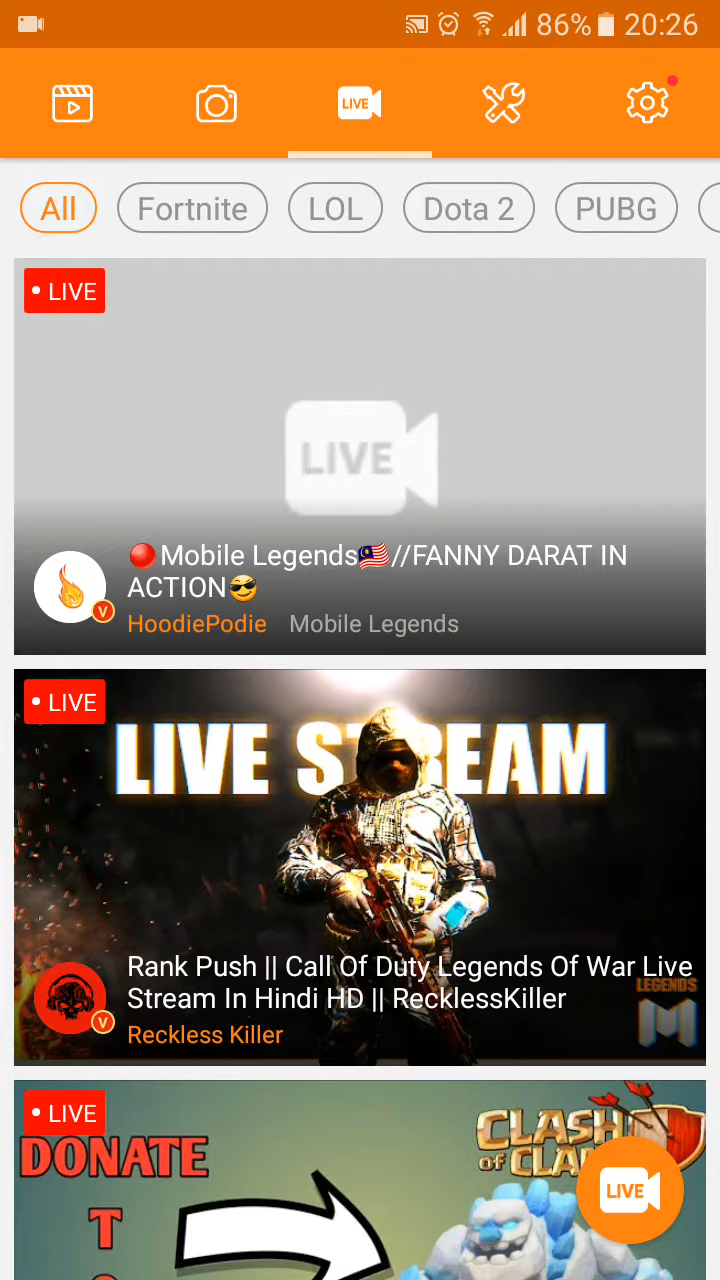 86% 20:26
LIVE
All Fortnite LOL Dota 2 PUBG
LIVE
LIVE
🔴Mobile Legends🇲🇾//FANNY DARAT IN
ACTION😎
V
HoodiePodie Mobile Legends
LIVE
LIVE STREAM
Rank Push || Call Of Duty Legends Of War Live
Stream In Hindi HD || RecklessKiller
LEGENDS
V
Reckless Killer
LIVE
DONATE
CLASH
OF CLA
T
LIVE